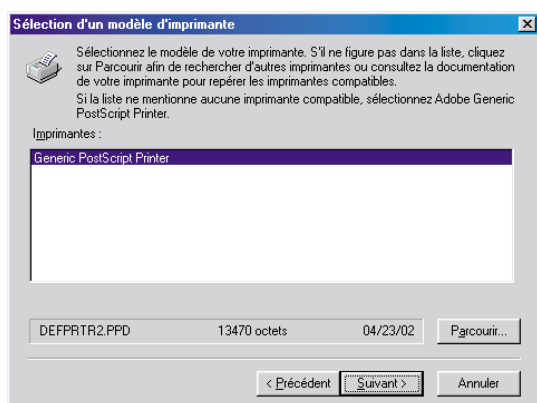 Sélection d'un modèle d'imprimante
Sélectionnez le modèle de votre imprimante. S'il ne figure pas dans la liste, cliquez
sur Parcourir afin de rechercher d'autres imprimantes ou consultez la documentation
de votre imprimante pour repérer les imprimantes compatibles.
Si la liste ne mentionne aucune imprimante compatible, sélectionnez Adobe Generic
PostScript Printer.
Imprimantes :
Generic PostScript Printer
DEFPRTR2.PPD 13470 octets 04/23/02 Parcourir...
< Précédent Suivant > Annuler